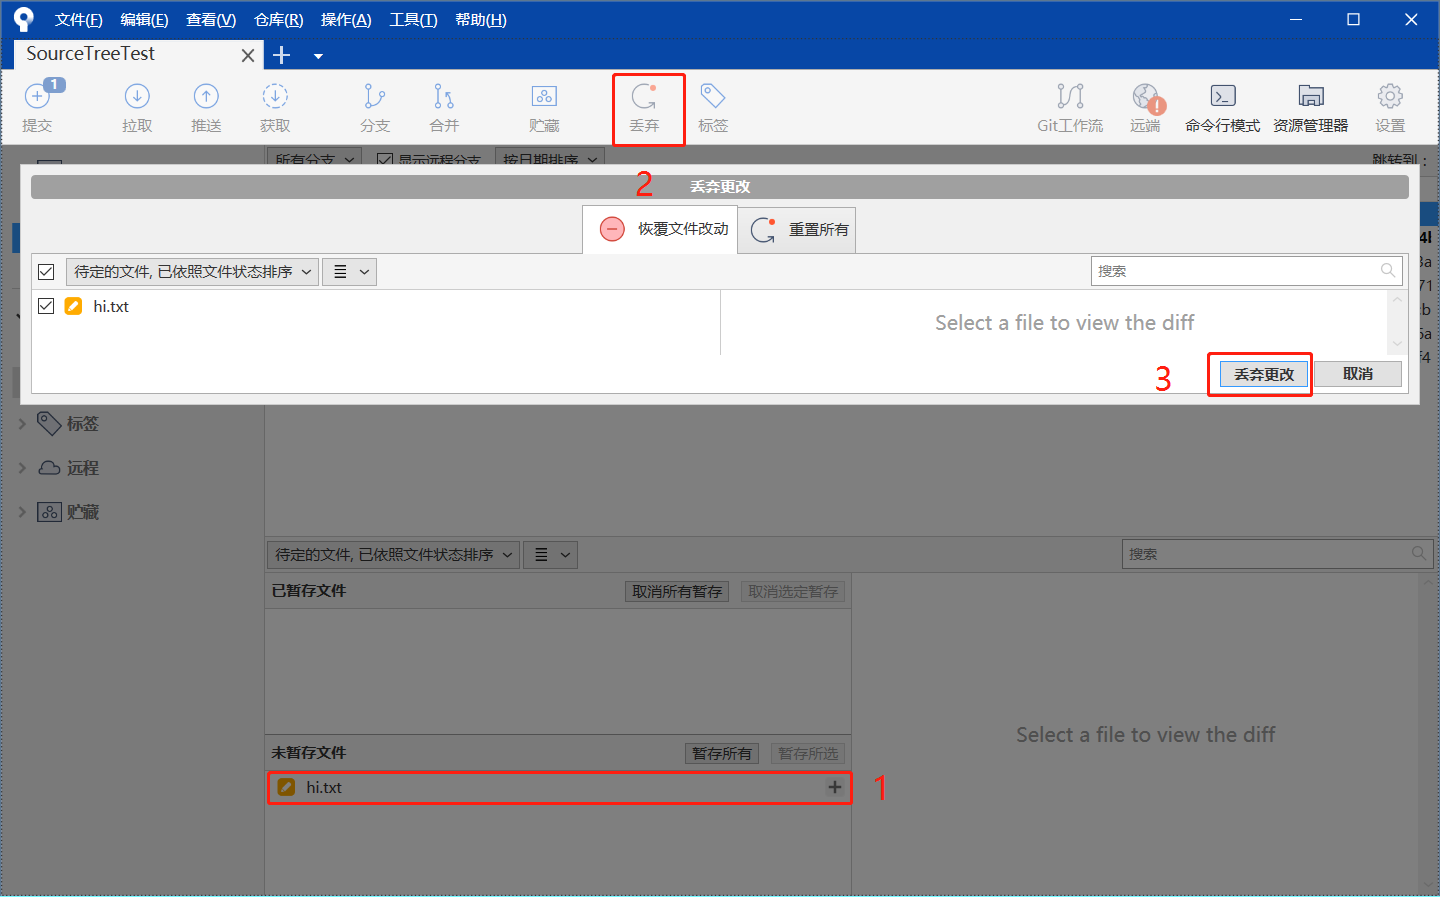 文件(F) 编辑(E) 查看(V) 仓库(R) 操作(A) 工具(T) 帮助(H)
SourceTreeTest
1
提交 拉取 推送 获取 分支 合并 贮藏 丢弃 标签 Git工作流 远端 命令行模式 资源管理器 设置
所有分支 显示远程分支 按日期排序 跳转到:
2 丢弃更改
恢覆文件改动 重置所有
待定的文件, 已依照文件状态排序 搜索
hi.txt
Select a file to view the diff
3 丢弃更改 取消
标签
远程
贮藏
待定的文件, 已依照文件状态排序 搜索
已暂存文件 取消所有暂存 取消选定暂存
Select a file to view the diff
未暂存文件 暂存所有 暂存所选
hi.txt 1